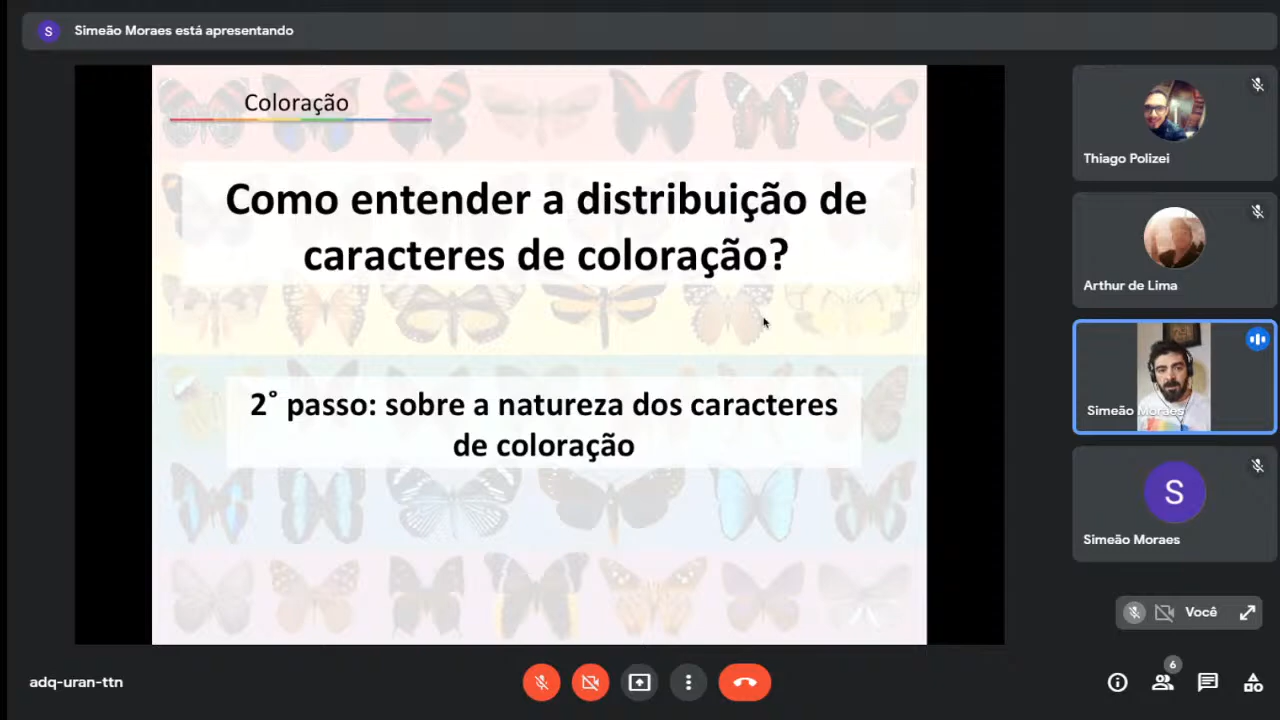 S
Simeão Moraes está apresentando
Coloração
Como entender a distribuição de
caracteres de coloração?
2˚ passo: sobre a natureza dos caracteres
de coloração
Thiago Polizei
Arthur de Lima
Simeão Moraes
S
Simeão Moraes
Você
adq-uran-ttn
6